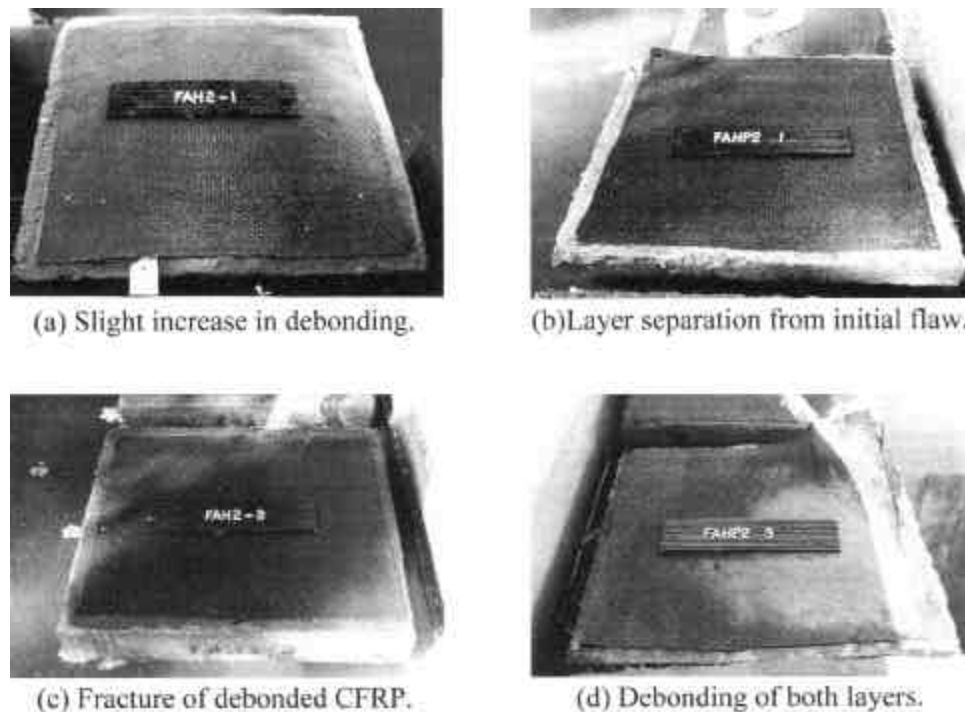 FAH2-1
FAHP2 1
(a) Slight increase in debonding.
(b)Layer separation from initial flaw.
FAH2-3
FAHP2 3
(c) Fracture of debonded CFRP.
(d) Debonding of both layers.